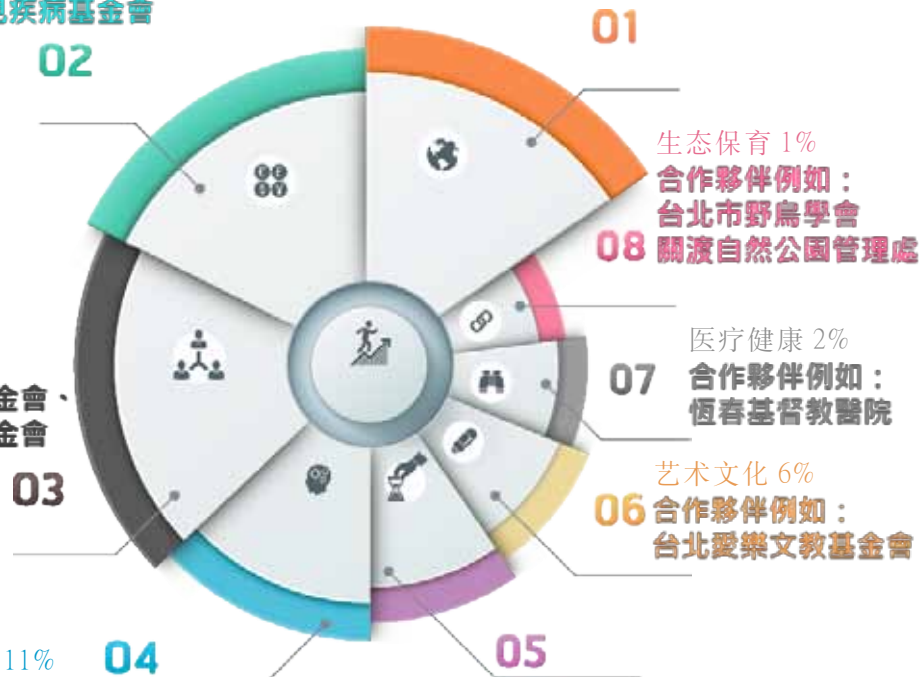 疾病基金會
02
01
生态保育 1%
合作夥伴例如：
台北市野鳥學會
08 關渡自然公園管理處
医疗健康 2%
07 合作夥伴例如：
恆春基督教醫院
金會、
金會
03
艺术文化 6%
06 合作夥伴例如：
台北愛樂文教基金會
11% 04
05